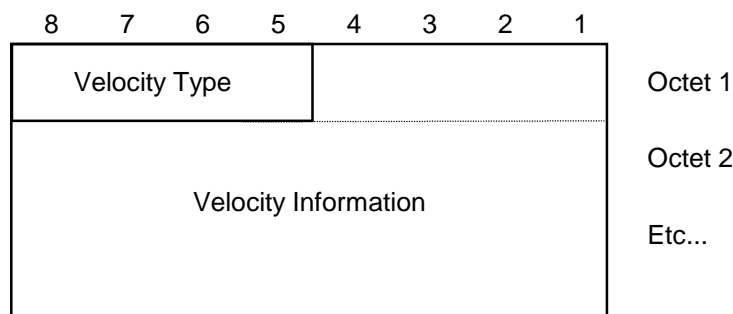 8 7 6 5 4 3 2 1
Velocity Type Octet 1
Octet 2
Velocity Information
Etc...